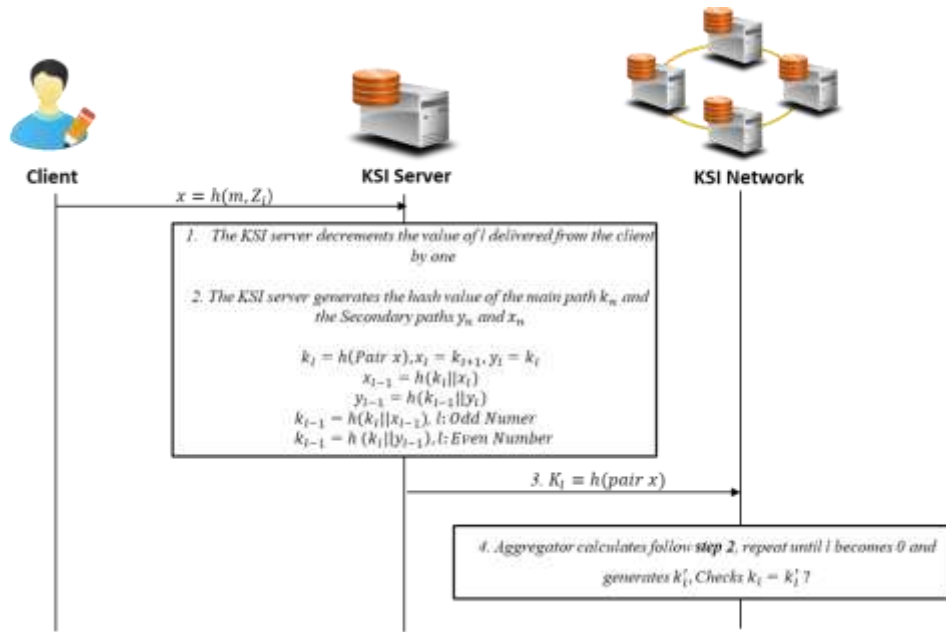 Client
KSI Server
KSI Network
x = h(m, Z_i)
1. The KSI server decrements the value of l delivered from the client
by one
2. The KSI server generates the hash value of the main path k_n and
the Secondary paths y_n and x_n
k_l = h(Pair x), x_l = k_{l+1}, y_l = k_l
x_{l-1} = h(k_l||x_l)
y_{l-1} = h(k_{l-1}||y_l)
k_{l-1} = h(k_l||x_{l-1}), l: Odd Numer
k_{l-1} = h (k_l||y_{l-1}), l: Even Number
3. K_l = h(pair x)
4. Aggregator calculates follow step 2, repeat until l becomes 0 and
generates k'_l, Checks k_l = k'_l ?